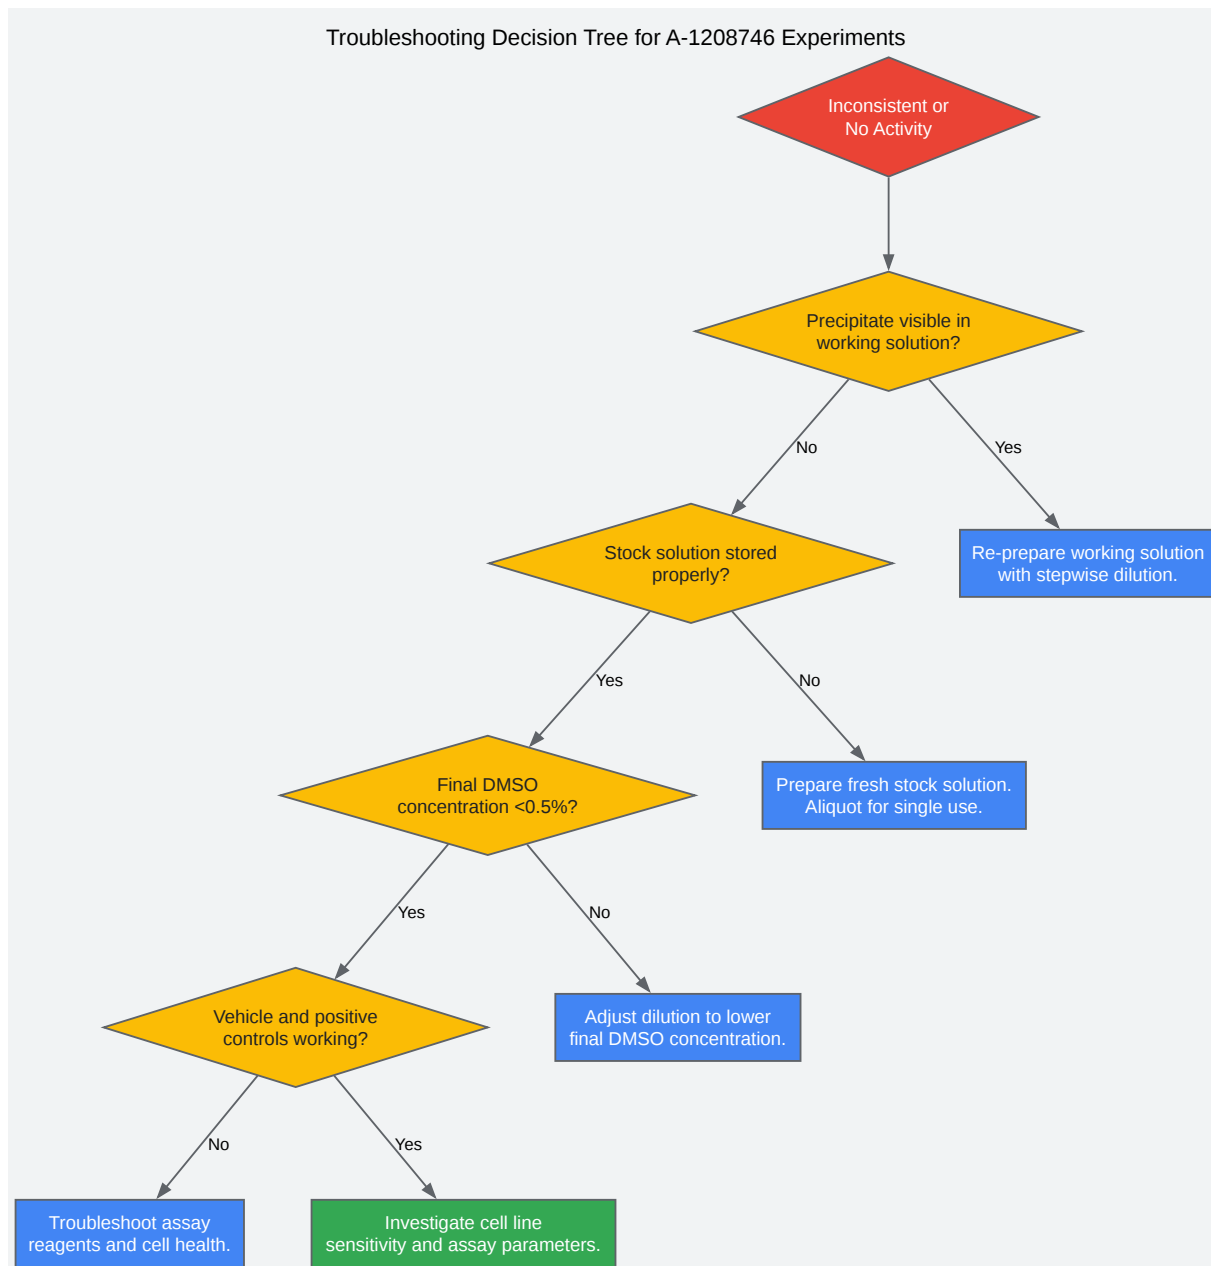 Troubleshooting Decision Tree for A-1208746 Experiments
Inconsistent or
No Activity
Precipitate visible in
working solution?
No
Yes
Stock solution stored
properly?
Re-prepare working solution
with stepwise dilution.
Yes
No
Final DMSO
concentration <0.5%?
Prepare fresh stock solution.
Aliquot for single use.
Yes
No
Vehicle and positive
controls working?
Adjust dilution to lower
final DMSO concentration.
No
Yes
Troubleshoot assay
reagents and cell health.
Investigate cell line
sensitivity and assay parameters.